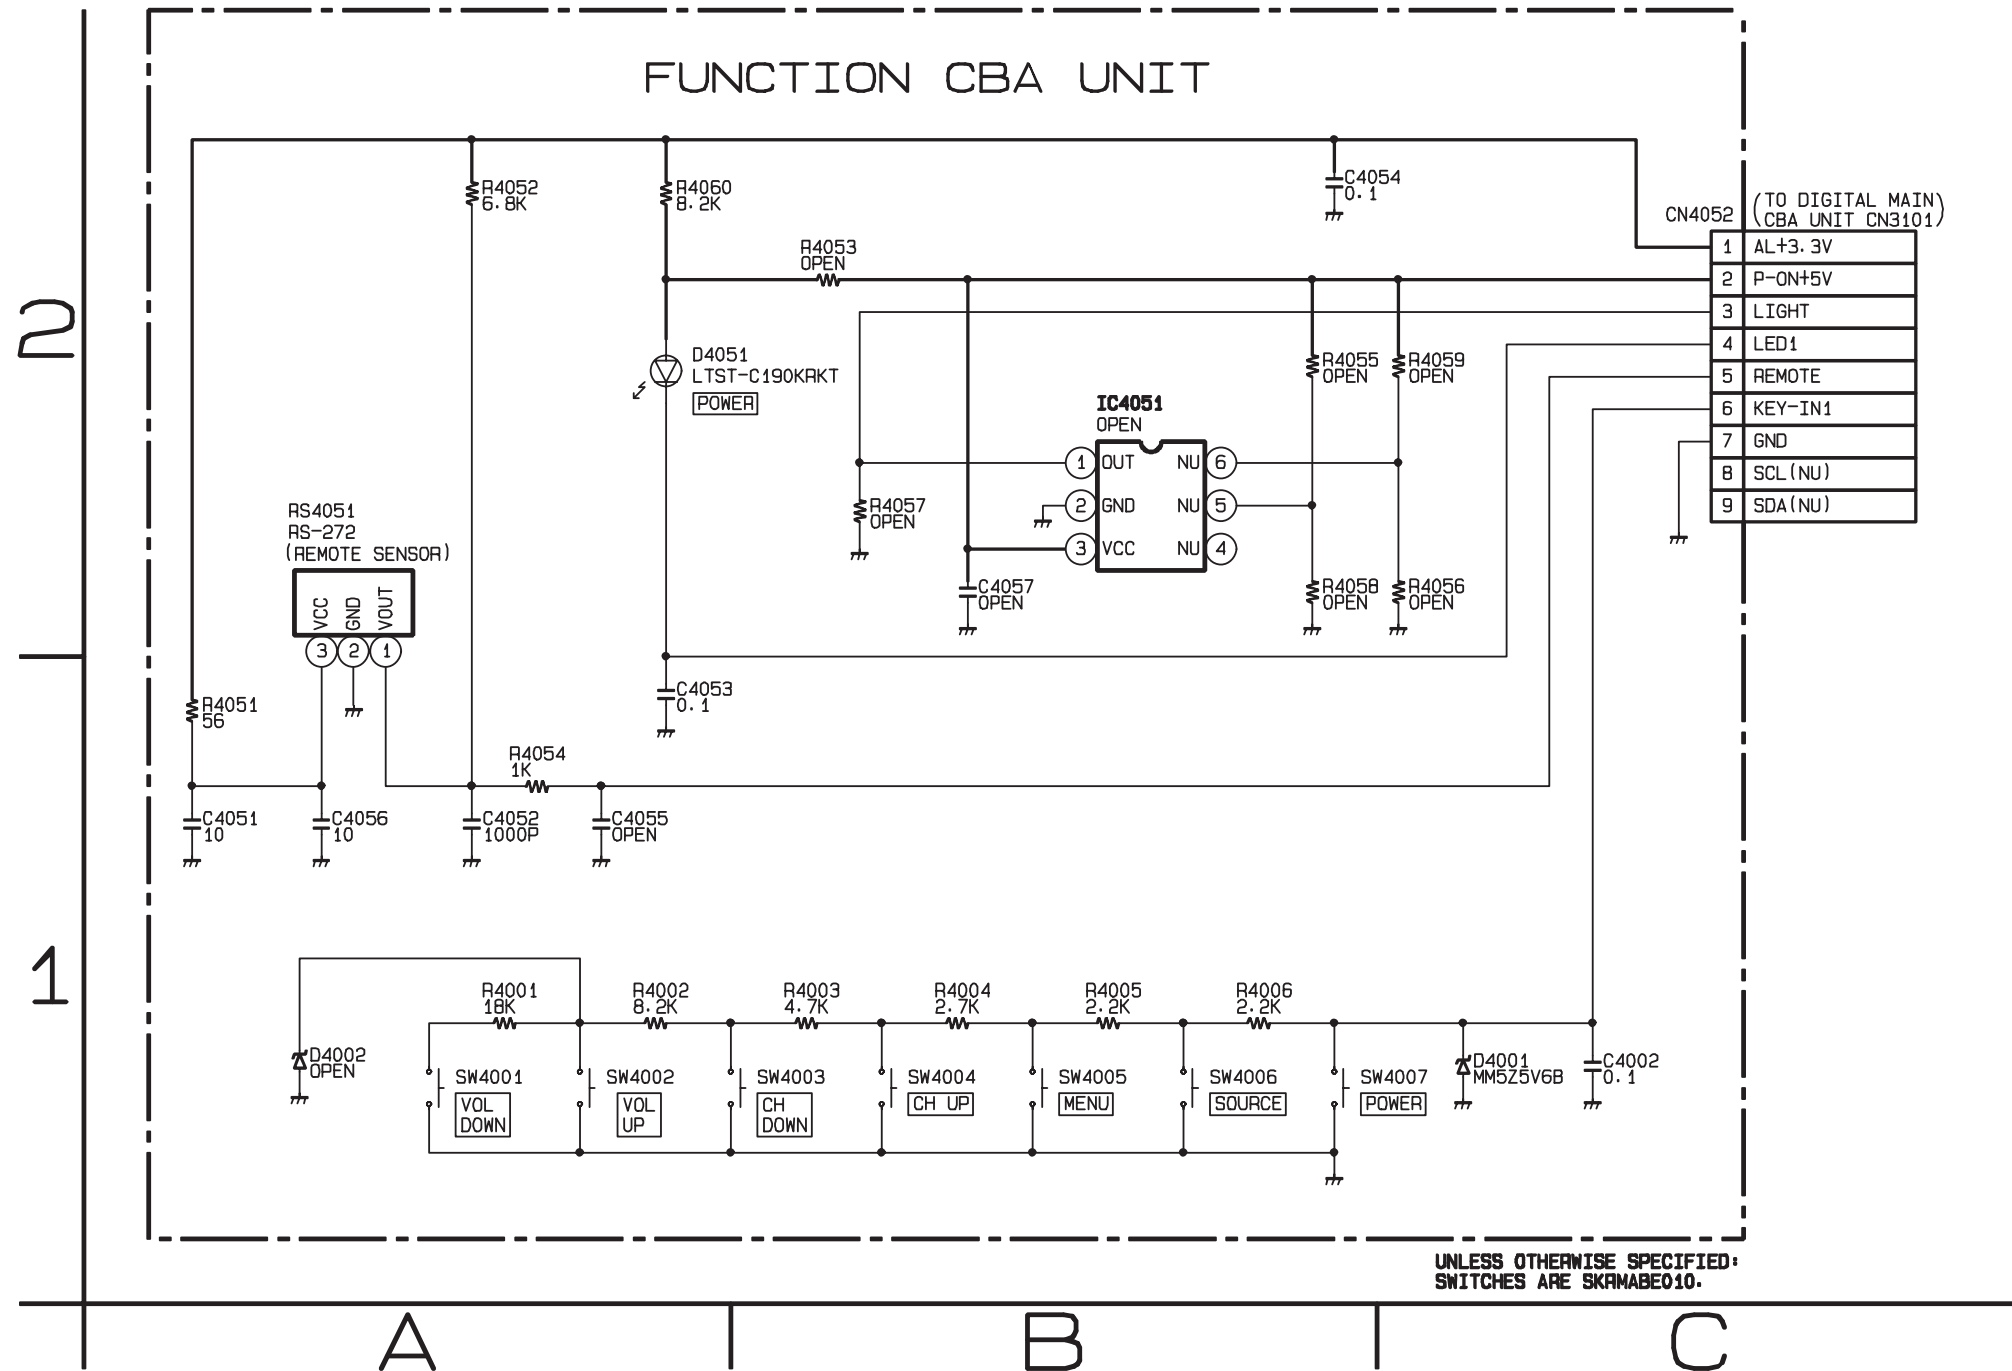 FUNCTION CBA UNIT
R4052
6.8K
R4060
8.2K
C4054
0.1
CN4052
(TO DIGITAL MAIN
CBA UNIT CN3101)
1 AL+3.3V
2 P-ON+5V
3 LIGHT
4 LED1
5 REMOTE
6 KEY-IN1
7 GND
8 SCL(NU)
9 SDA(NU)
R4053
OPEN
2
D4051
LTST-C190KRKT
POWER
R4055
OPEN
R4059
OPEN
IC4051
OPEN
1 OUT NU 6
2 GND NU 5
3 VCC NU 4
R4057
OPEN
C4057
OPEN
R4058
OPEN
R4056
OPEN
RS4051
RS-272
(REMOTE SENSOR)
VCC GND VOUT
3 2 1
R4051
56
C4053
0.1
R4054
1K
C4051
10
C4056
10
C4052
1000P
C4055
OPEN
1
R4001
18K
R4002
8.2K
R4003
4.7K
R4004
2.7K
R4005
2.2K
R4006
2.2K
D4002
OPEN
SW4001
VOL
DOWN
SW4002
VOL
UP
SW4003
CH
DOWN
SW4004
CH UP
SW4005
MENU
SW4006
SOURCE
SW4007
POWER
D4001
MM5Z5V6B
C4002
0.1
UNLESS OTHERWISE SPECIFIED:
SWITCHES ARE SKRMABE010.
A B C